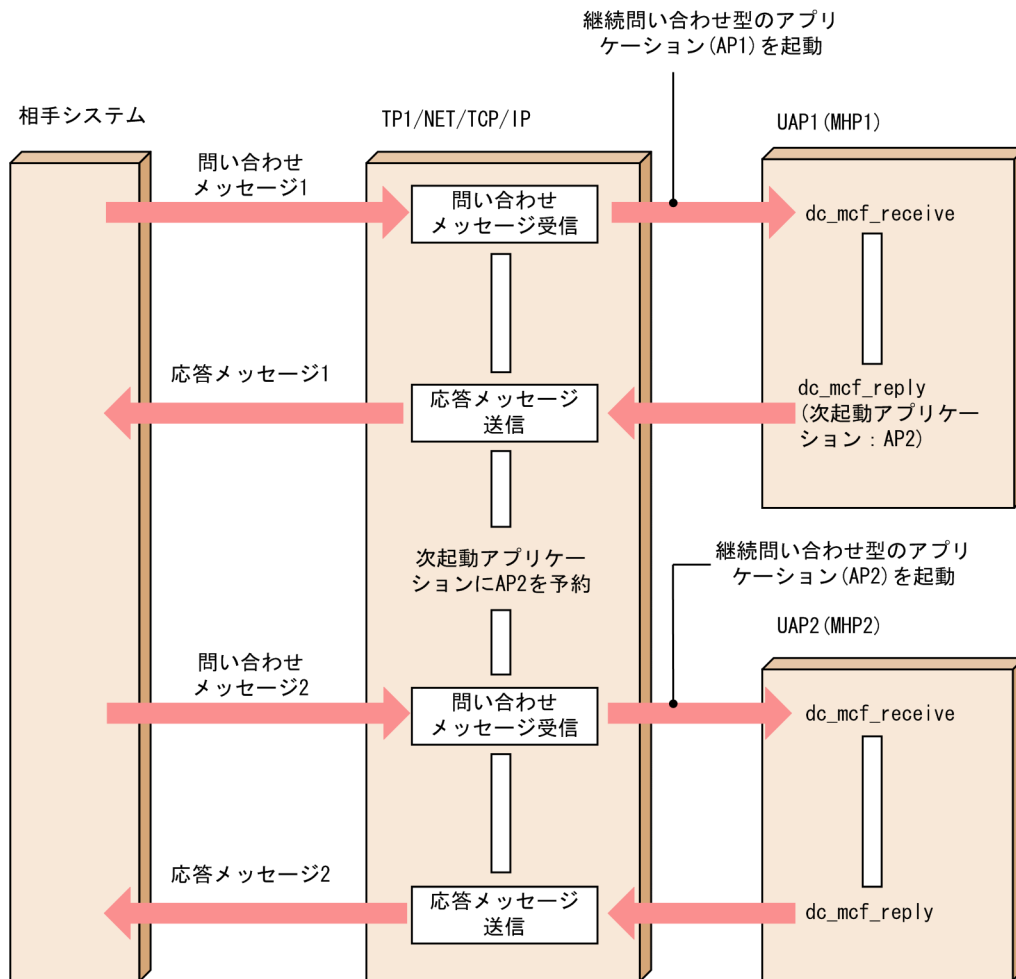 継続問い合わせ型のアプリ
ケーション(AP1)を起動
相手システム
TP1/NET/TCP/IP
UAP1(MHP1)
問い合わせ
メッセージ1
問い合わせ
メッセージ受信
dc_mcf_receive
応答メッセージ1
応答メッセージ
送信
dc_mcf_reply
(次起動アプリケー
ション：AP2)
次起動アプリケー
ションにAP2を予約
継続問い合わせ型のアプリ
ケーション(AP2)を起動
UAP2(MHP2)
問い合わせ
メッセージ2
問い合わせ
メッセージ受信
dc_mcf_receive
応答メッセージ2
応答メッセージ
送信
dc_mcf_reply